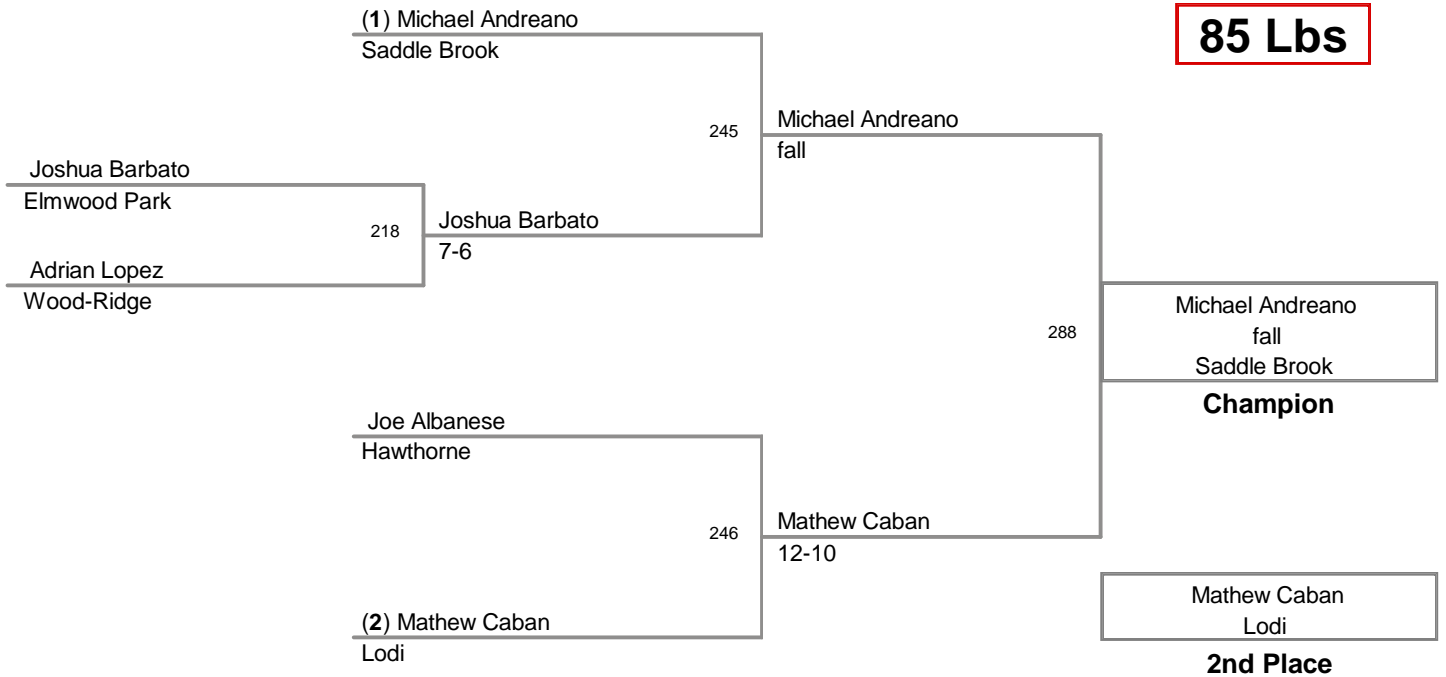 (1) Michael Andreano
Saddle Brook
85 Lbs
245
Michael Andreano
fall
Joshua Barbato
Elmwood Park
218
Joshua Barbato
7-6
Adrian Lopez
Wood-Ridge
288
Michael Andreano
fall
Saddle Brook
Champion
Joe Albanese
Hawthorne
246
Mathew Caban
12-10
(2) Mathew Caban
Lodi
Mathew Caban
Lodi
2nd Place